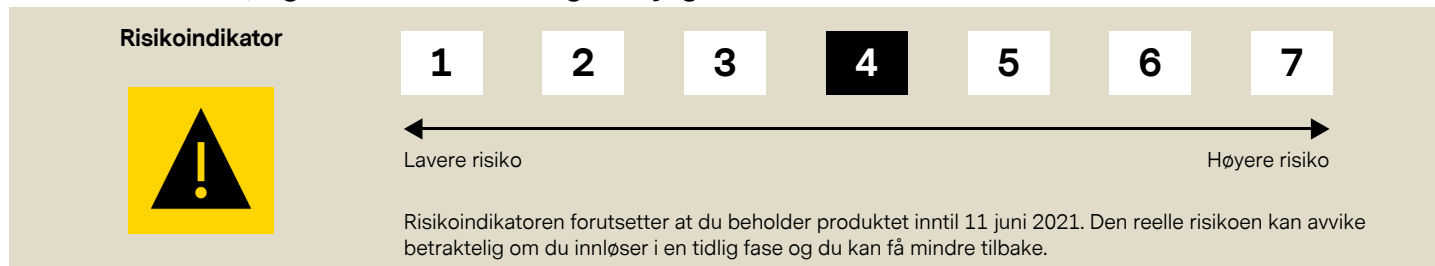 Risikoindikator
1 2 3 4 5 6 7
Lavere risiko Høyere risiko
Risikoindikatoren forutsetter at du beholder produktet inntil 11 juni 2021. Den reelle risikoen kan avvike
betraktelig om du innløser i en tidlig fase og du kan få mindre tilbake.